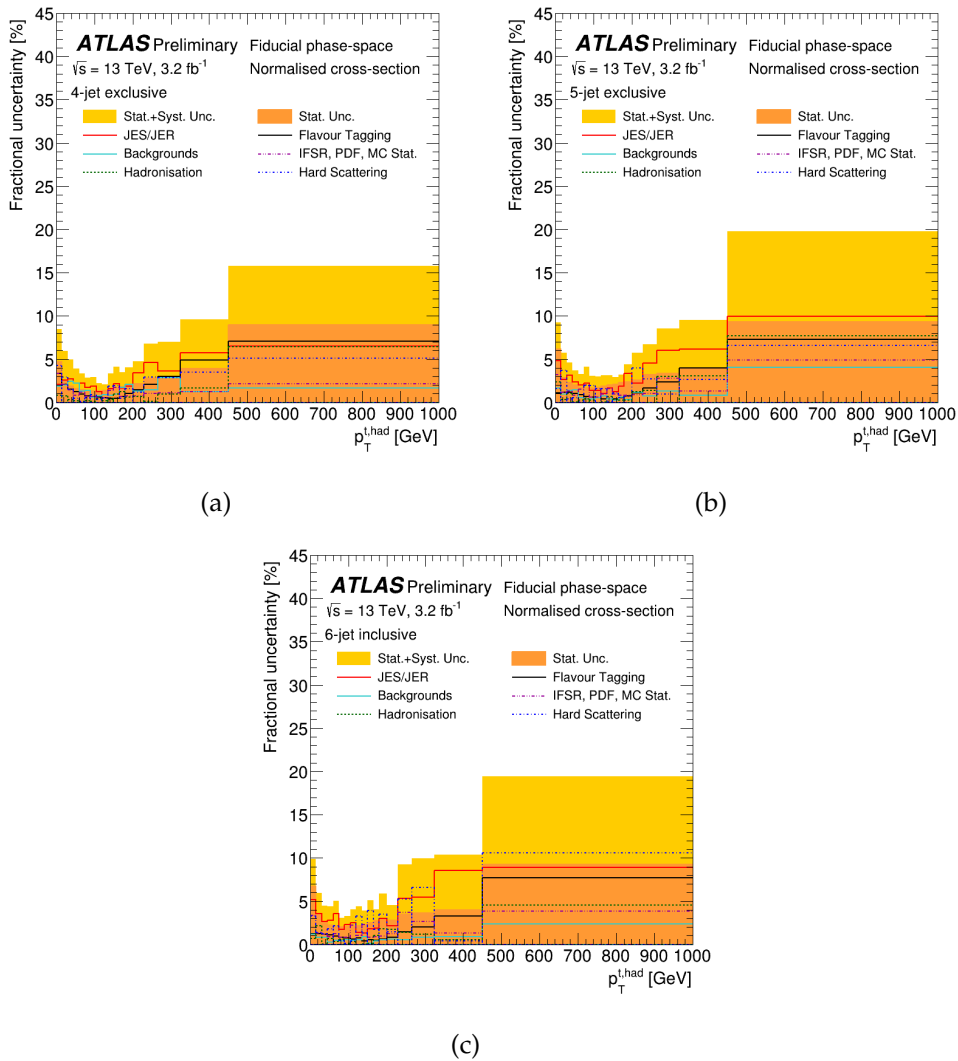 45
40
35
30
25
20
15
10
5
0
Fractional uncertainty [%]
ATLAS Preliminary Fiducial phase-space
√s = 13 TeV, 3.2 fb⁻¹ Normalised cross-section
4-jet exclusive
Stat.+Syst. Unc. Stat. Unc.
JES/JER Flavour Tagging
Backgrounds IFSR, PDF, MC Stat.
Hadronisation Hard Scattering
0 100 200 300 400 500 600 700 800 900 1000
p_T^{t,had} [GeV]
(a)
45
40
35
30
25
20
15
10
5
0
Fractional uncertainty [%]
ATLAS Preliminary Fiducial phase-space
√s = 13 TeV, 3.2 fb⁻¹ Normalised cross-section
5-jet exclusive
Stat.+Syst. Unc. Stat. Unc.
JES/JER Flavour Tagging
Backgrounds IFSR, PDF, MC Stat.
Hadronisation Hard Scattering
0 100 200 300 400 500 600 700 800 900 1000
p_T^{t,had} [GeV]
(b)
45
40
35
30
25
20
15
10
5
0
Fractional uncertainty [%]
ATLAS Preliminary Fiducial phase-space
√s = 13 TeV, 3.2 fb⁻¹ Normalised cross-section
6-jet inclusive
Stat.+Syst. Unc. Stat. Unc.
JES/JER Flavour Tagging
Backgrounds IFSR, PDF, MC Stat.
Hadronisation Hard Scattering
0 100 200 300 400 500 600 700 800 900 1000
p_T^{t,had} [GeV]
(c)